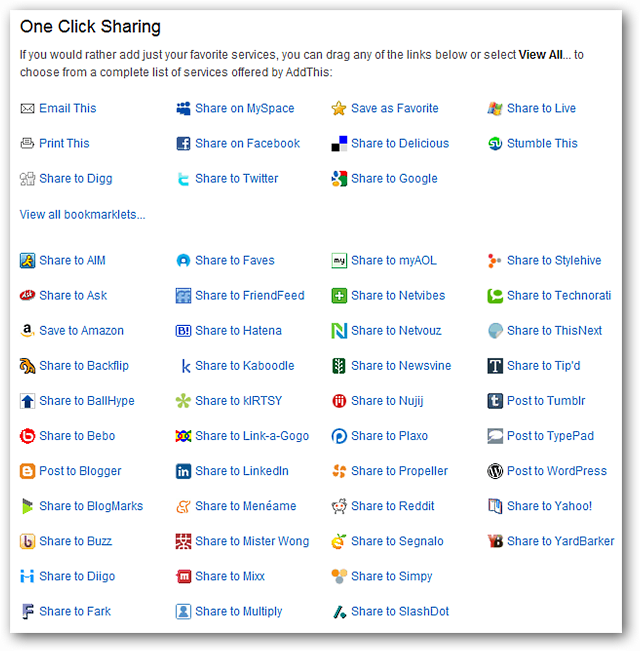 One Click Sharing
If you would rather add just your favorite services, you can drag any of the links below or select View All... to
choose from a complete list of services offered by AddThis:
Email This Share on MySpace Save as Favorite Share to Live
Print This Share on Facebook Share to Delicious Stumble This
Share to Digg Share to Twitter Share to Google
View all bookmarklets...
Share to AIM Share to Faves Share to myAOL Share to Stylehive
Share to Ask Share to FriendFeed Share to Netvibes Share to Technorati
Save to Amazon Share to Hatena Share to Netvouz Share to ThisNext
Share to Backflip Share to Kaboodle Share to Newsvine Share to Tip'd
Share to BallHype Share to kIRTSY Share to Nujij Post to Tumblr
Share to Bebo Share to Link-a-Gogo Share to Plaxo Post to TypePad
Post to Blogger Share to LinkedIn Share to Propeller Post to WordPress
Share to BlogMarks Share to Menéame Share to Reddit Share to Yahoo!
Share to Buzz Share to Mister Wong Share to Segnalo Share to YardBarker
Share to Diigo Share to Mixx Share to Simpy
Share to Fark Share to Multiply Share to SlashDot